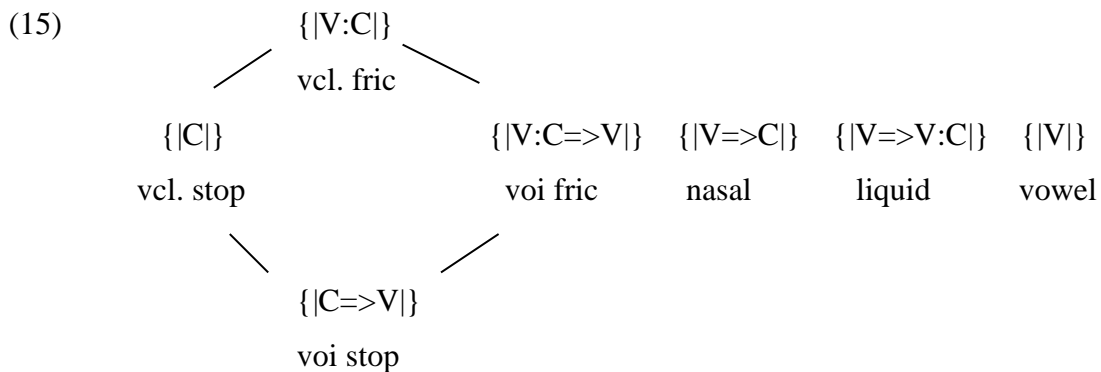 (15) {|V:C|}
vcl. fric
{|C|} {|V:C=>V|} {|V=>C|} {|V=>V:C|} {|V|}
vcl. stop voi fric nasal liquid vowel
{|C=>V|}
voi stop